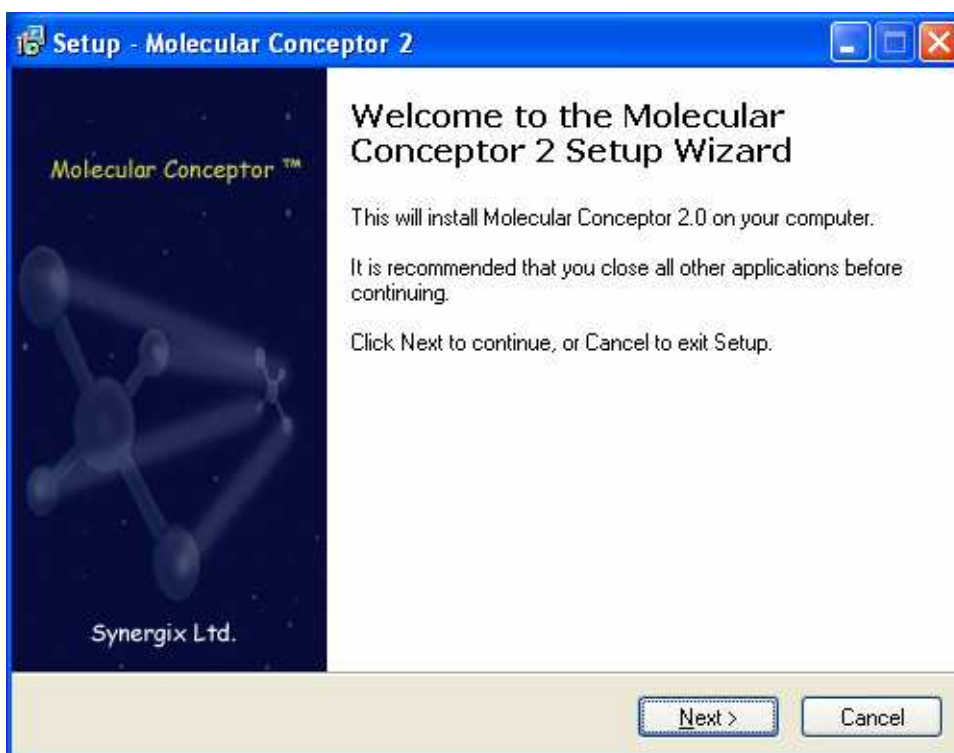 Setup - Molecular Conceptor 2
Molecular Conceptor ™
Synergix Ltd.
Welcome to the Molecular
Conceptor 2 Setup Wizard
This will install Molecular Conceptor 2.0 on your computer.
It is recommended that you close all other applications before
continuing.
Click Next to continue, or Cancel to exit Setup.
Next >
Cancel